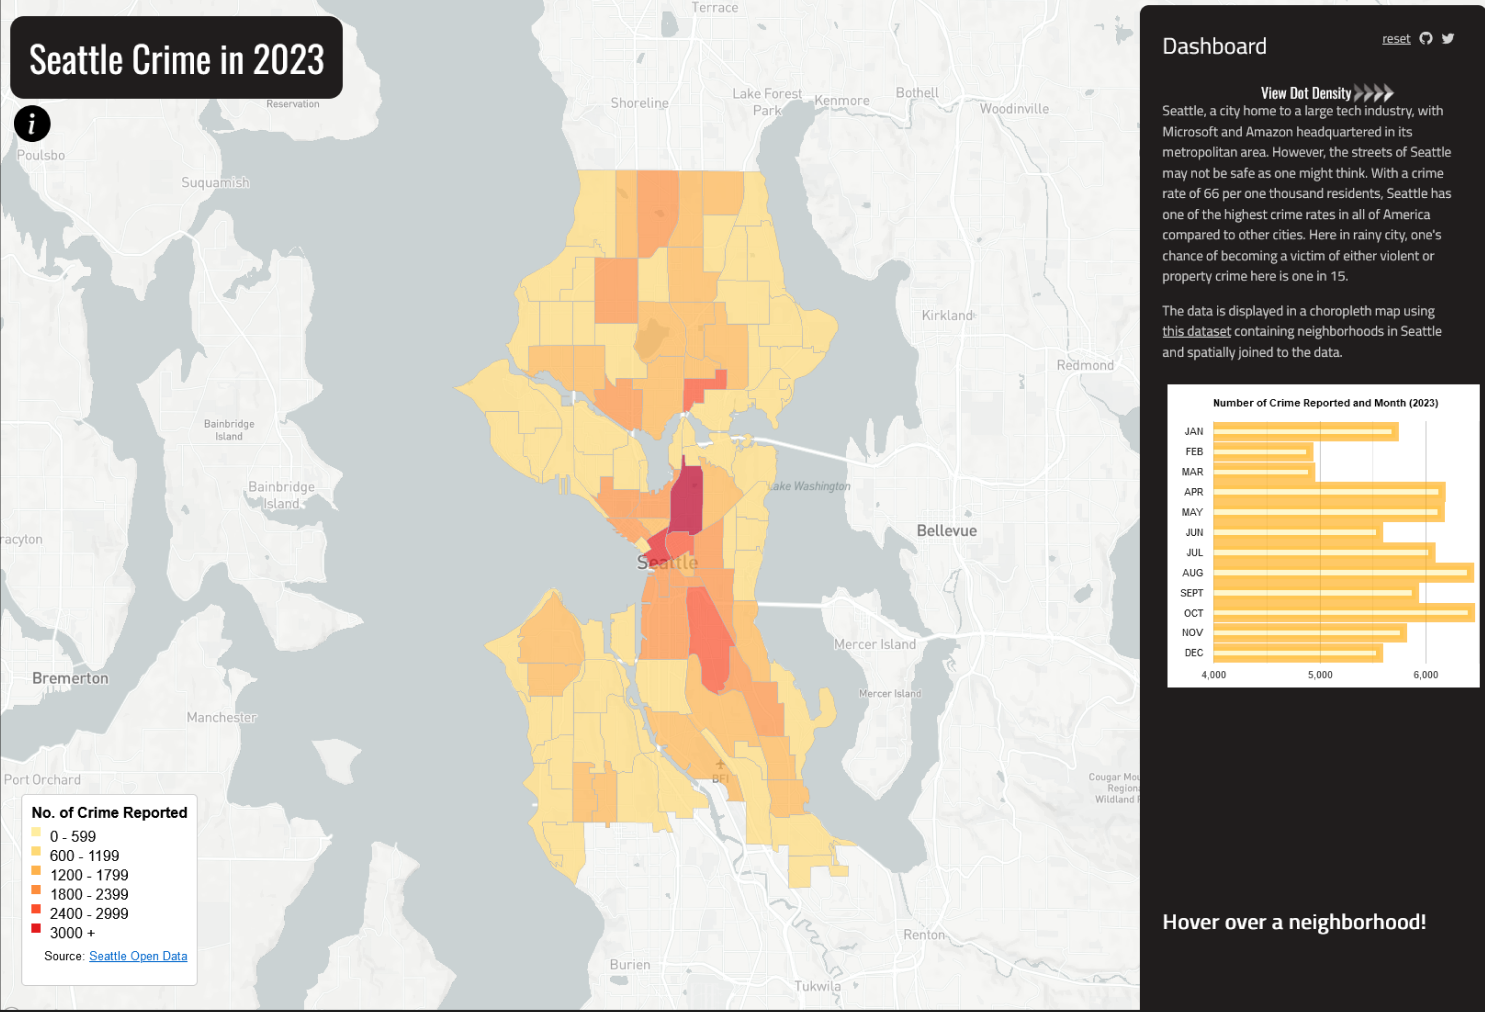 Seattle Crime in 2023
i
Terrace
Reservation
Shoreline
Lake Forest
Park
Kenmore
Bothell
Woodinville
Poulsbo
Suquamish
Kirkland
Redmond
Bainbridge
Island
Bainbridge
Island
ake Washington
racyton
Bellevue
Seattle
Mercer Island
Bremerton
Mercer Island
Manchester
BFI
Port Orchard
Cougar Mou
Regiona
Wildland P
Renton
Burien
Tukwila
No. of Crime Reported
0 - 599
600 - 1199
1200 - 1799
1800 - 2399
2400 - 2999
3000 +
Source: Seattle Open Data
Dashboard
reset
View Dot Density
Seattle, a city home to a large tech industry, with
Microsoft and Amazon headquartered in its
metropolitan area. However, the streets of Seattle
may not be safe as one might think. With a crime
rate of 66 per one thousand residents, Seattle has
one of the highest crime rates in all of America
compared to other cities. Here in rainy city, one's
chance of becoming a victim of either violent or
property crime here is one in 15.
The data is displayed in a choropleth map using
this dataset containing neighborhoods in Seattle
and spatially joined to the data.
Number of Crime Reported and Month (2023)
JAN
FEB
MAR
APR
MAY
JUN
JUL
AUG
SEPT
OCT
NOV
DEC
4,000 5,000 6,000
Hover over a neighborhood!